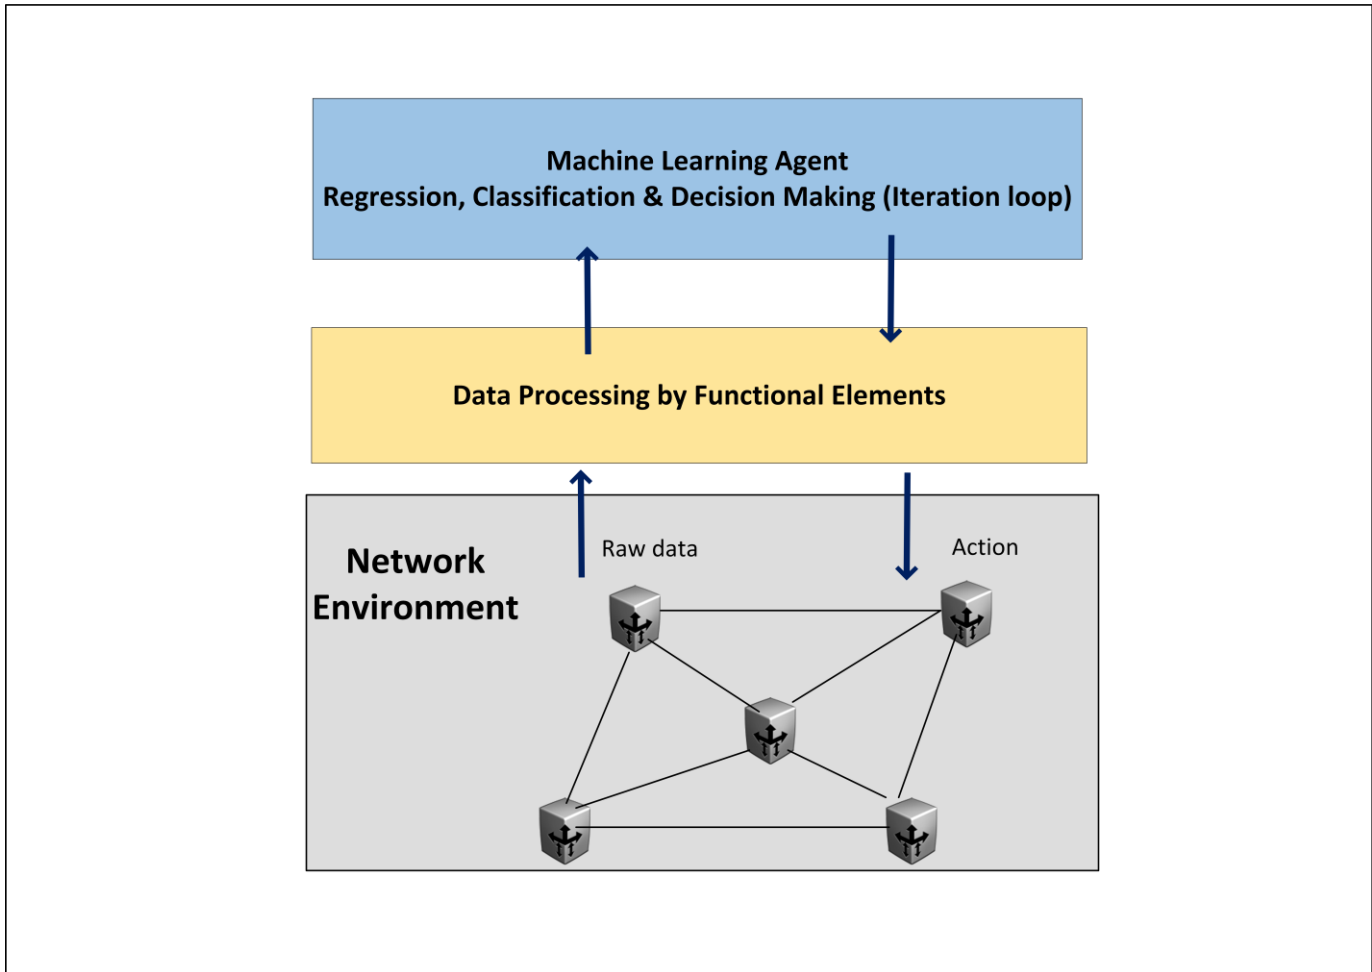 Machine Learning Agent
Regression, Classification & Decision Making (Iteration loop)
Data Processing by Functional Elements
Network
Environment
Raw data
Action